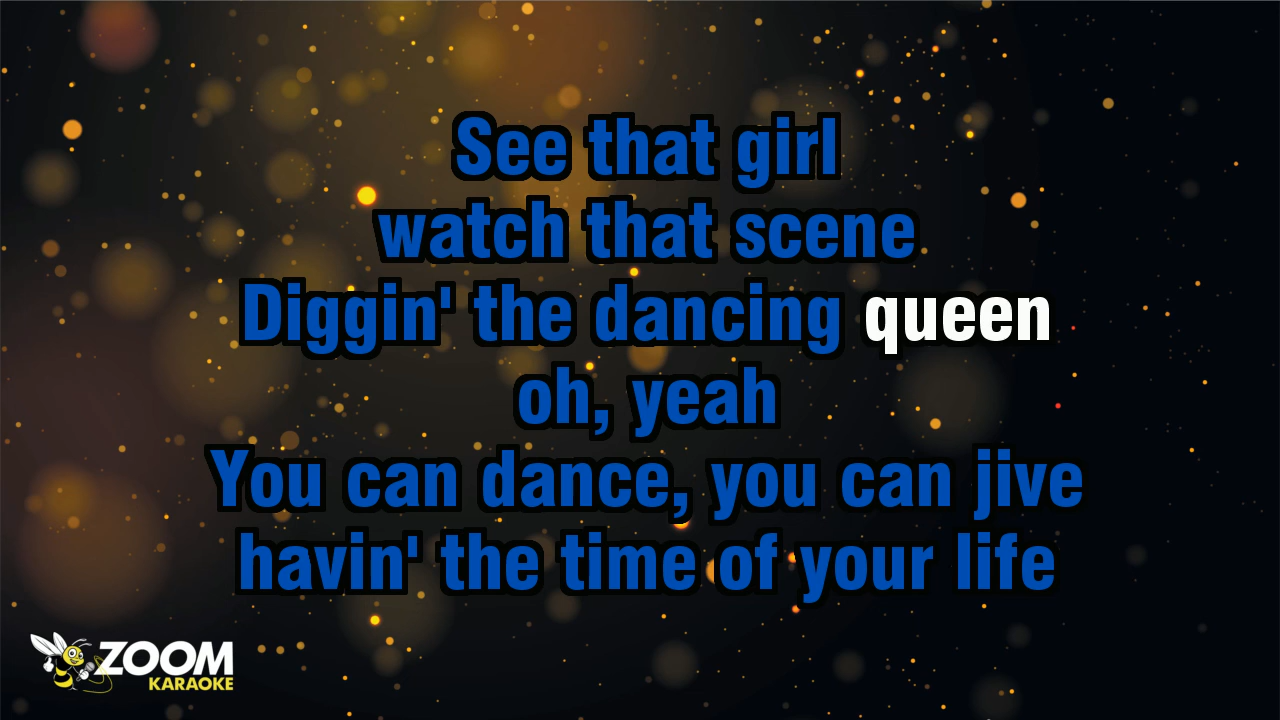 See that girl
watch that scene
Diggin' the dancing queen
oh, yeah
You can dance, you can jive
havin' the time of your life
ZOOM
KARAOKE